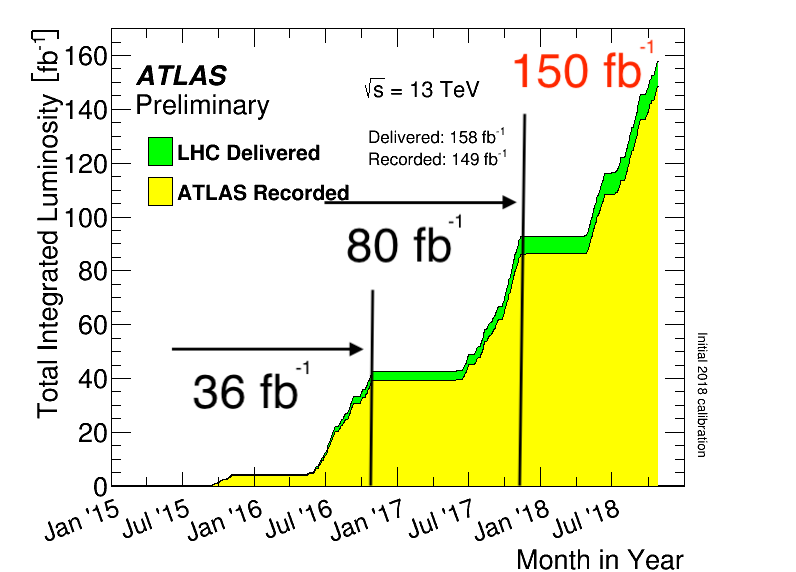 150 fb⁻¹
ATLAS
Preliminary
√s = 13 TeV
Delivered: 158 fb⁻¹
Recorded: 149 fb⁻¹
LHC Delivered
ATLAS Recorded
80 fb⁻¹
36 fb⁻¹
Total Integrated Luminosity [fb⁻¹]
160
140
120
100
80
60
40
20
0
Jan '15
Jul '15
Jan '16
Jul '16
Jan '17
Jul '17
Jan '18
Jul '18
Month in Year
Initial 2018 calibration